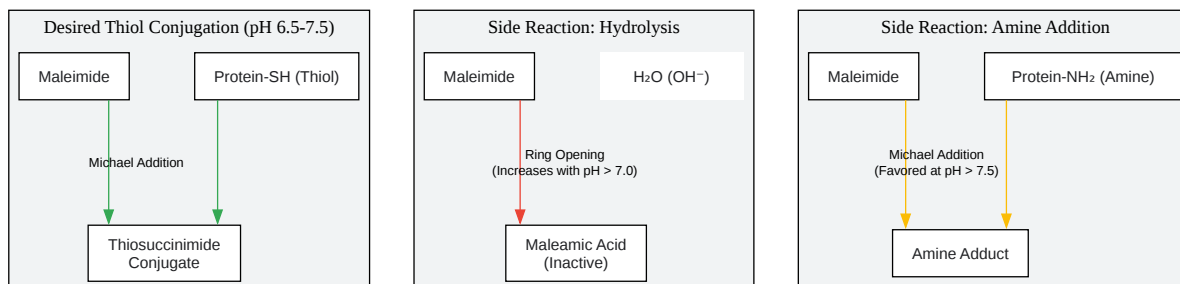 Desired Thiol Conjugation (pH 6.5-7.5)
Maleimide
Protein-SH (Thiol)
Michael Addition
Thiosuccinimide
Conjugate
Side Reaction: Hydrolysis
Maleimide
H₂O (OH⁻)
Ring Opening
(Increases with pH > 7.0)
Maleamic Acid
(Inactive)
Side Reaction: Amine Addition
Maleimide
Protein-NH₂ (Amine)
Michael Addition
(Favored at pH > 7.5)
Amine Adduct